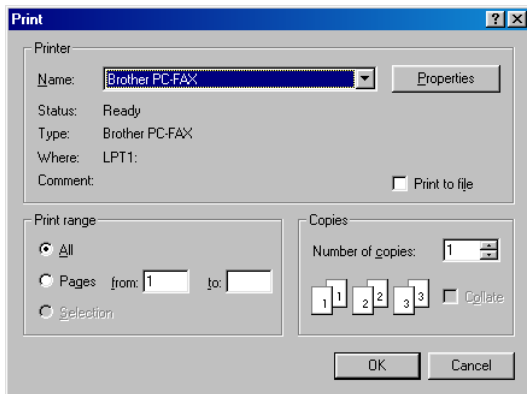 Print
Printer
Name: Brother PC-FAX Properties
Status: Ready
Type: Brother PC-FAX
Where: LPT1:
Comment: Print to file
Print range
All
Pages from: 1 to:
Selection
Copies
Number of copies: 1
1 1 2 2 3 3 Collate
OK Cancel